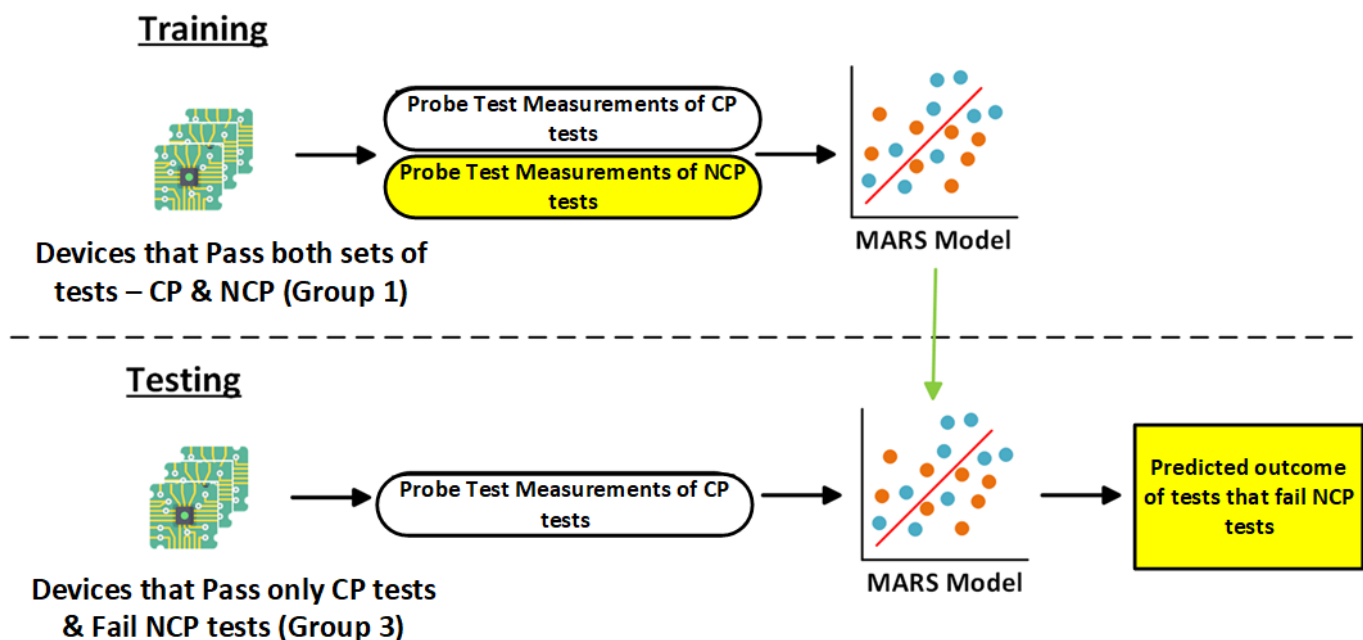 Training
Probe Test Measurements of CP
tests
Probe Test Measurements of NCP
tests
MARS Model
Devices that Pass both sets of
tests – CP & NCP (Group 1)
Testing
Probe Test Measurements of CP
tests
Predicted outcome
of tests that fail NCP
tests
MARS Model
Devices that Pass only CP tests
& Fail NCP tests (Group 3)